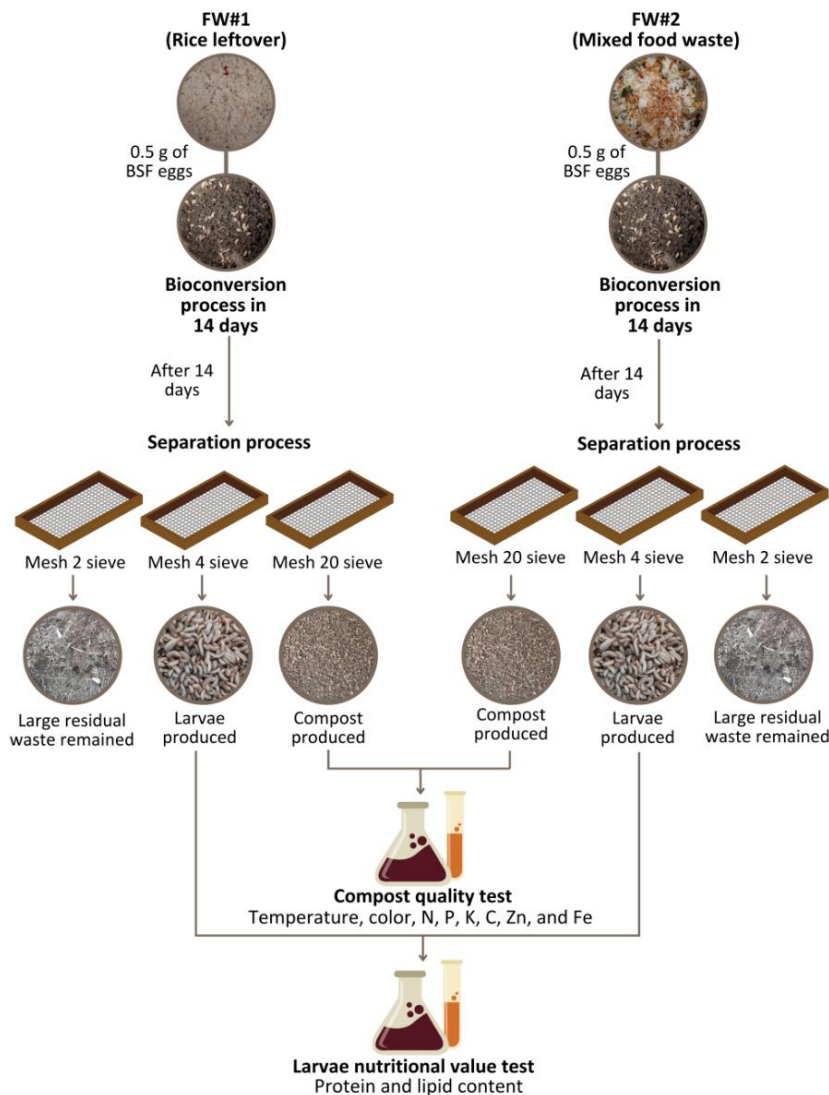 FW#1
(Rice leftover)
0.5 g of
BSF eggs
Bioconversion
process in
14 days
After 14
days
Separation process
Mesh 2 sieve
Mesh 4 sieve
Mesh 20 sieve
Large residual
waste remained
Larvae
produced
Compost
produced
FW#2
(Mixed food waste)
0.5 g of
BSF eggs
Bioconversion
process in
14 days
After 14
days
Separation process
Mesh 20 sieve
Mesh 4 sieve
Mesh 2 sieve
Compost
produced
Larvae
produced
Large residual
waste remained
Compost quality test
Temperature, color, N, P, K, C, Zn, and Fe
Larvae nutritional value test
Protein and lipid content